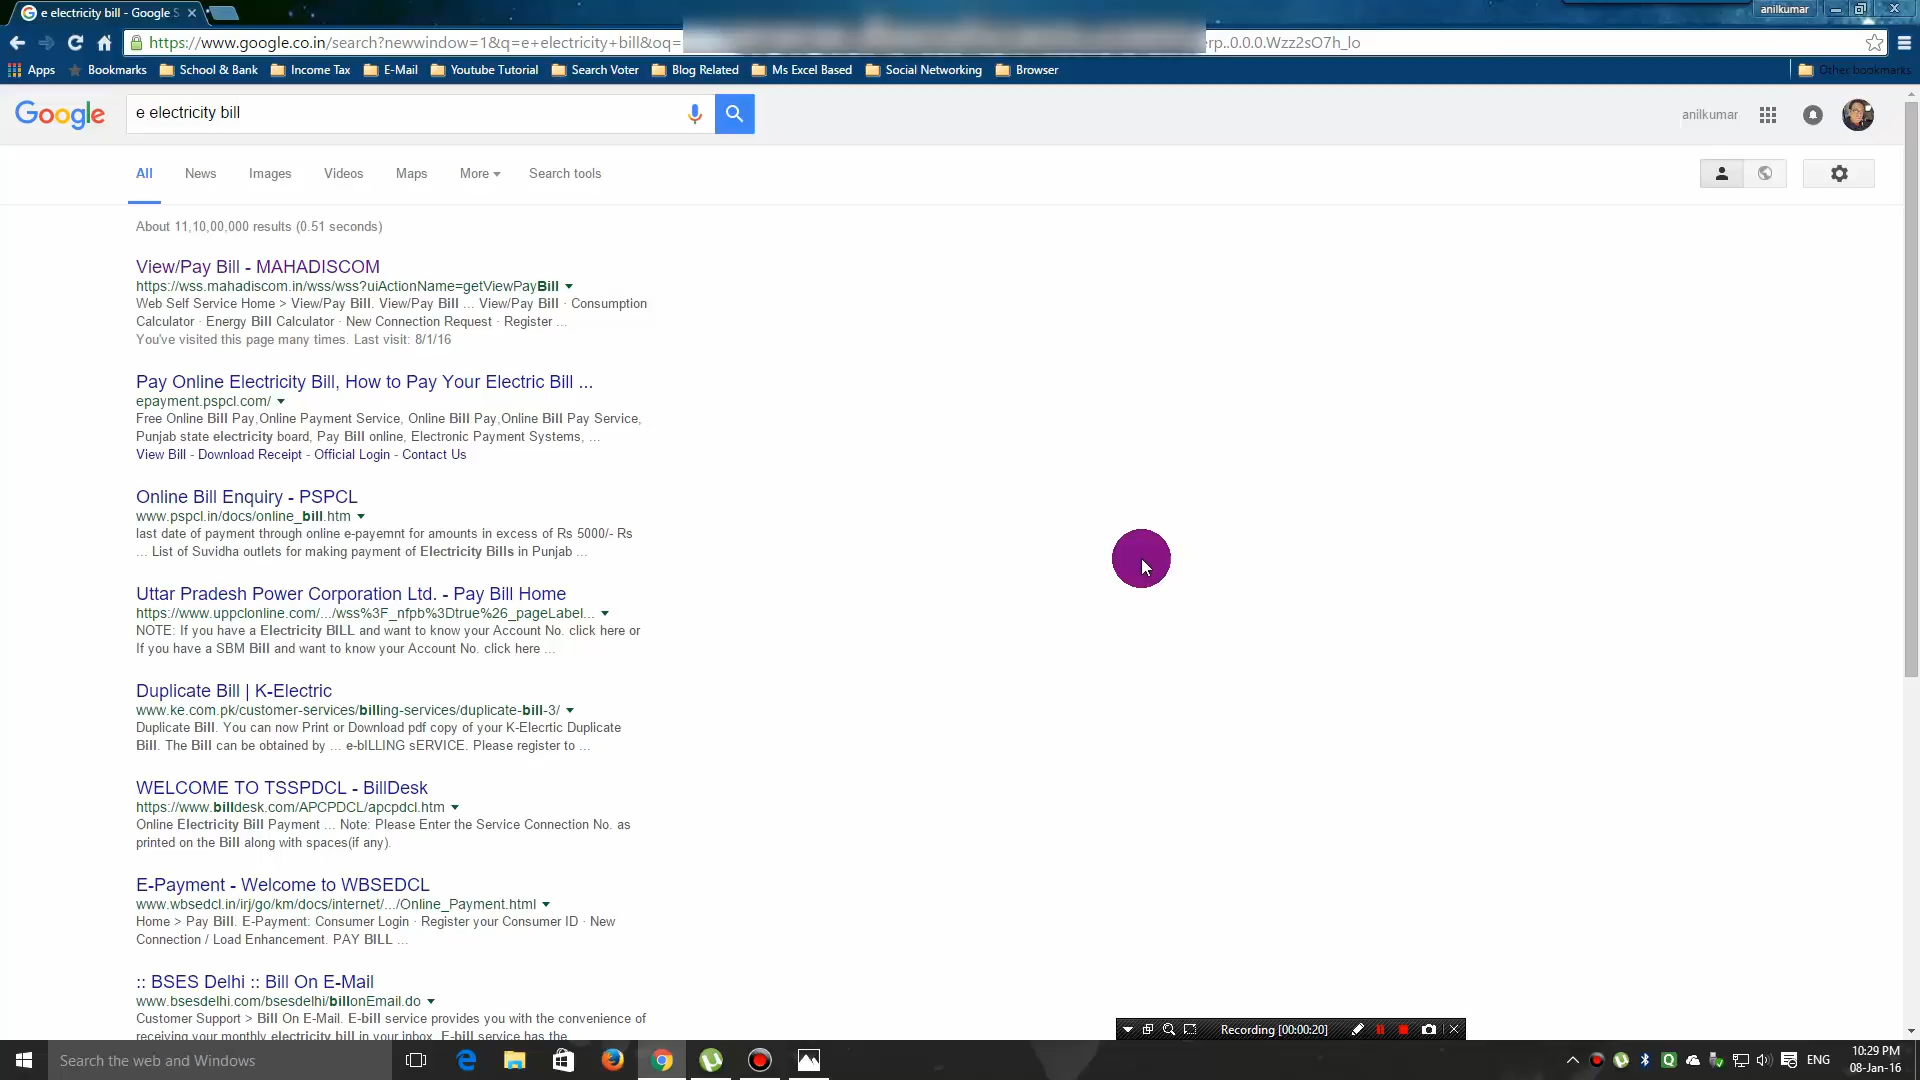 e electricity bill - Google S
anilkumar
https://www.google.co.in/search?newwindow=1&q=e+electricity+bill&oq=
erp..0.0.0.Wzz2sO7h_lo
Apps Bookmarks School & Bank Income Tax E-Mail Youtube Tutorial Search Voter Blog Related Ms Excel Based Social Networking Browser Other bookmarks
Google e electricity bill anilkumar
All News Images Videos Maps More Search tools
About 11,10,00,000 results (0.51 seconds)
View/Pay Bill - MAHADISCOM
https://wss.mahadiscom.in/wss/wss?uiActionName=getViewPayBill
Web Self Service Home > View/Pay Bill. View/Pay Bill ... View/Pay Bill · Consumption
Calculator · Energy Bill Calculator · New Connection Request · Register ...
You've visited this page many times. Last visit: 8/1/16
Pay Online Electricity Bill, How to Pay Your Electric Bill ...
epayment.pspcl.com/
Free Online Bill Pay,Online Payment Service, Online Bill Pay,Online Bill Pay Service,
Punjab state electricity board, Pay Bill online, Electronic Payment Systems, ...
View Bill - Download Receipt - Official Login - Contact Us
Online Bill Enquiry - PSPCL
www.pspcl.in/docs/online_bill.htm
last date of payment through online e-payemnt for amounts in excess of Rs 5000/- Rs
... List of Suvidha outlets for making payment of Electricity Bills in Punjab ...
Uttar Pradesh Power Corporation Ltd. - Pay Bill Home
https://www.uppclonline.com/.../wss%3F_nfpb%3Dtrue%26_pageLabel...
NOTE: If you have a Electricity BILL and want to know your Account No. click here or
If you have a SBM Bill and want to know your Account No. click here ...
Duplicate Bill | K-Electric
www.ke.com.pk/customer-services/billing-services/duplicate-bill-3/
Duplicate Bill. You can now Print or Download pdf copy of your K-Elecrtic Duplicate
Bill. The Bill can be obtained by ... e-bILLING sERVICE. Please register to ...
WELCOME TO TSSPDCL - BillDesk
https://www.billdesk.com/APCPDCL/apcpdcl.htm
Online Electricity Bill Payment ... Note: Please Enter the Service Connection No. as
printed on the Bill along with spaces(if any).
E-Payment - Welcome to WBSEDCL
www.wbsedcl.in/irj/go/km/docs/internet/.../Online_Payment.html
Home > Pay Bill. E-Payment: Consumer Login · Register your Consumer ID · New
Connection / Load Enhancement. PAY BILL ...
:: BSES Delhi :: Bill On E-Mail
www.bsesdelhi.com/bsesdelhi/billonEmail.do
Customer Support > Bill On E-Mail. E-bill service provides you with the convenience of
receiving your monthly electricity bill in your inbox. E-bill service has the
Recording [00:00:20]
Search the web and Windows
ENG
10:29 PM
08-Jan-16